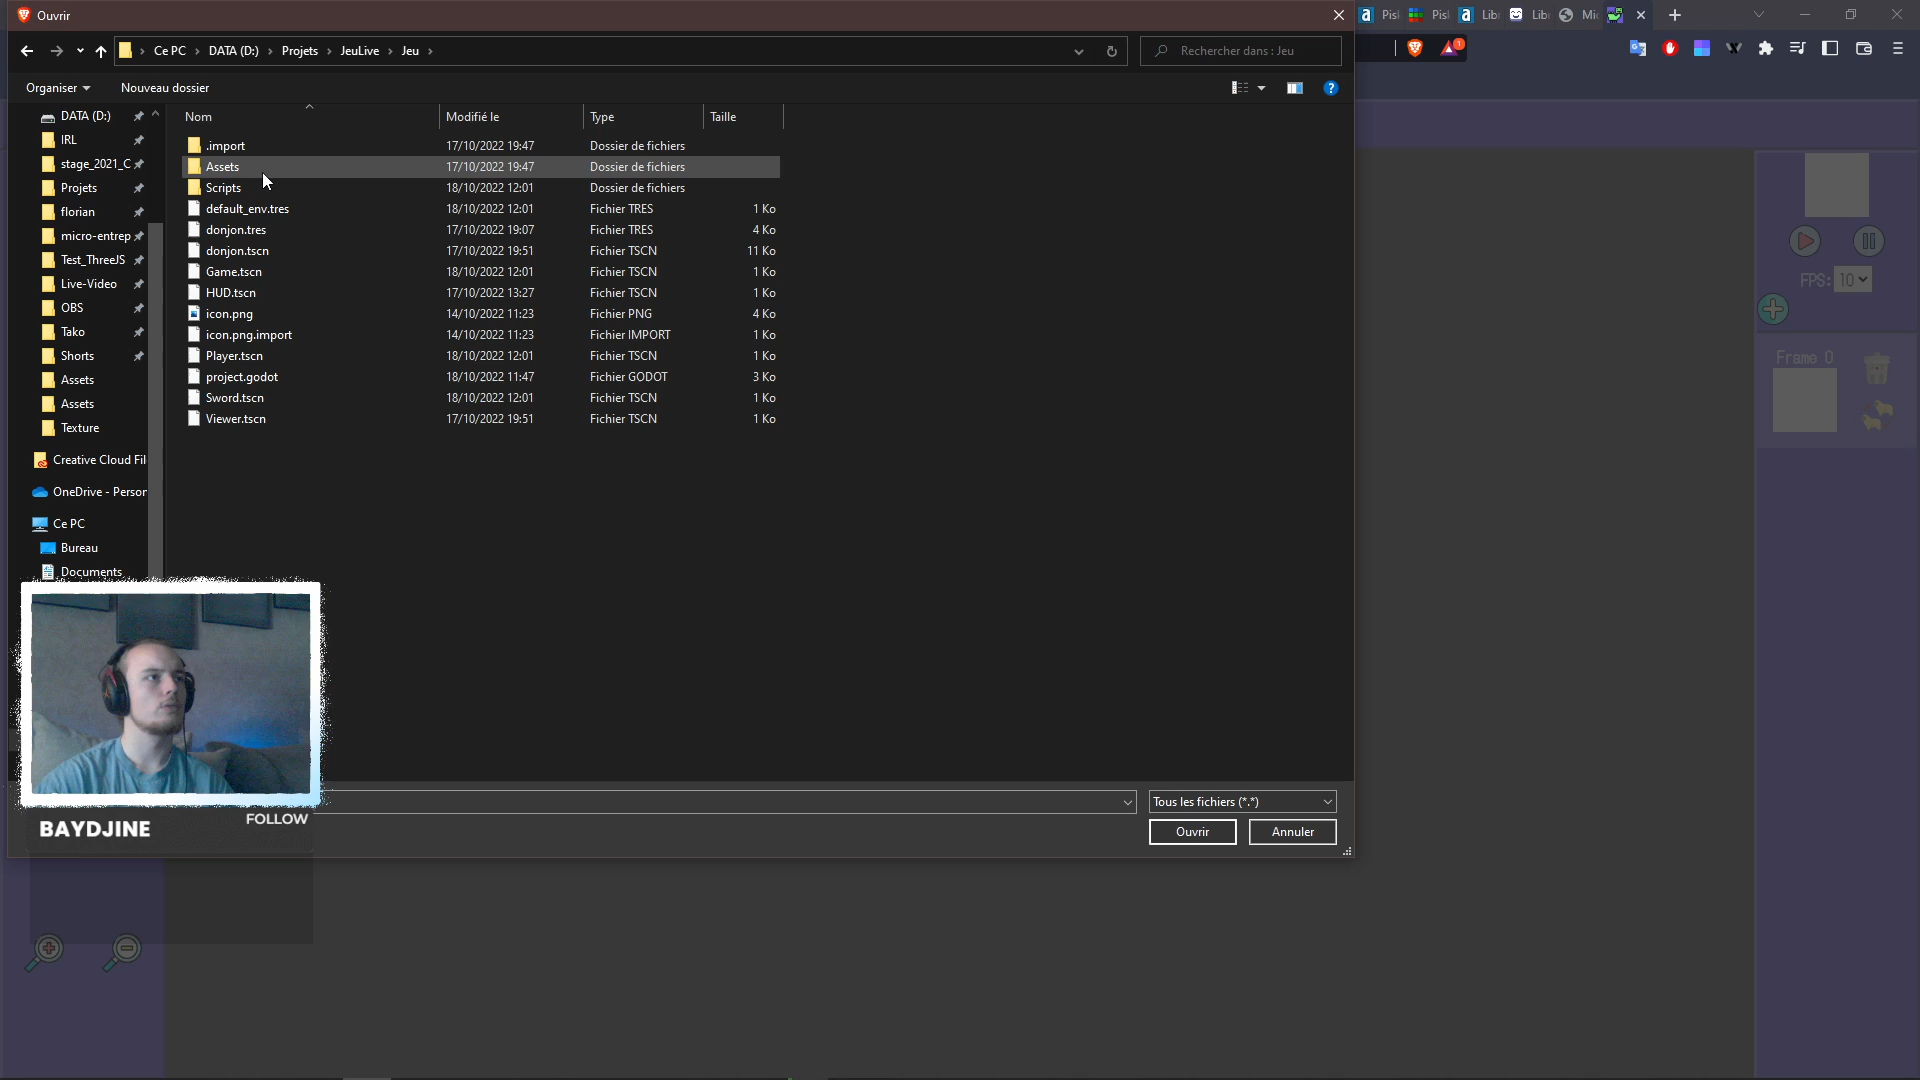 Ouvrir
Pisl
Pisl
Lib
Lib
Mi
Ce PC
DATA (D:)
Projets
JeuLive
Jeu
Rechercher dans : Jeu
1
Organiser
Nouveau dossier
Nom
Modifié le
Type
Taille
DATA (D:)
IRL
stage_2021_C
Projets
florian
micro-entrep
Test_ThreeJS
Live-Video
OBS
Tako
Shorts
Assets
Assets
Texture
Creative Cloud Fil
OneDrive - Person
Ce PC
Bureau
Documents
.import 17/10/2022 19:47 Dossier de fichiers
Assets 17/10/2022 19:47 Dossier de fichiers
Scripts 18/10/2022 12:01 Dossier de fichiers
default_env.tres 18/10/2022 12:01 Fichier TRES 1 Ko
donjon.tres 17/10/2022 19:07 Fichier TRES 4 Ko
donjon.tscn 17/10/2022 19:51 Fichier TSCN 11 Ko
Game.tscn 18/10/2022 12:01 Fichier TSCN 1 Ko
HUD.tscn 17/10/2022 13:27 Fichier TSCN 1 Ko
icon.png 14/10/2022 11:23 Fichier PNG 4 Ko
icon.png.import 14/10/2022 11:23 Fichier IMPORT 1 Ko
Player.tscn 18/10/2022 12:01 Fichier TSCN 1 Ko
project.godot 18/10/2022 11:47 Fichier GODOT 3 Ko
Sword.tscn 18/10/2022 12:01 Fichier TSCN 1 Ko
Viewer.tscn 17/10/2022 19:51 Fichier TSCN 1 Ko
FPS: 10
Frame 0
Tous les fichiers (*.*)
Ouvrir
Annuler
BAYDJINE
FOLLOW